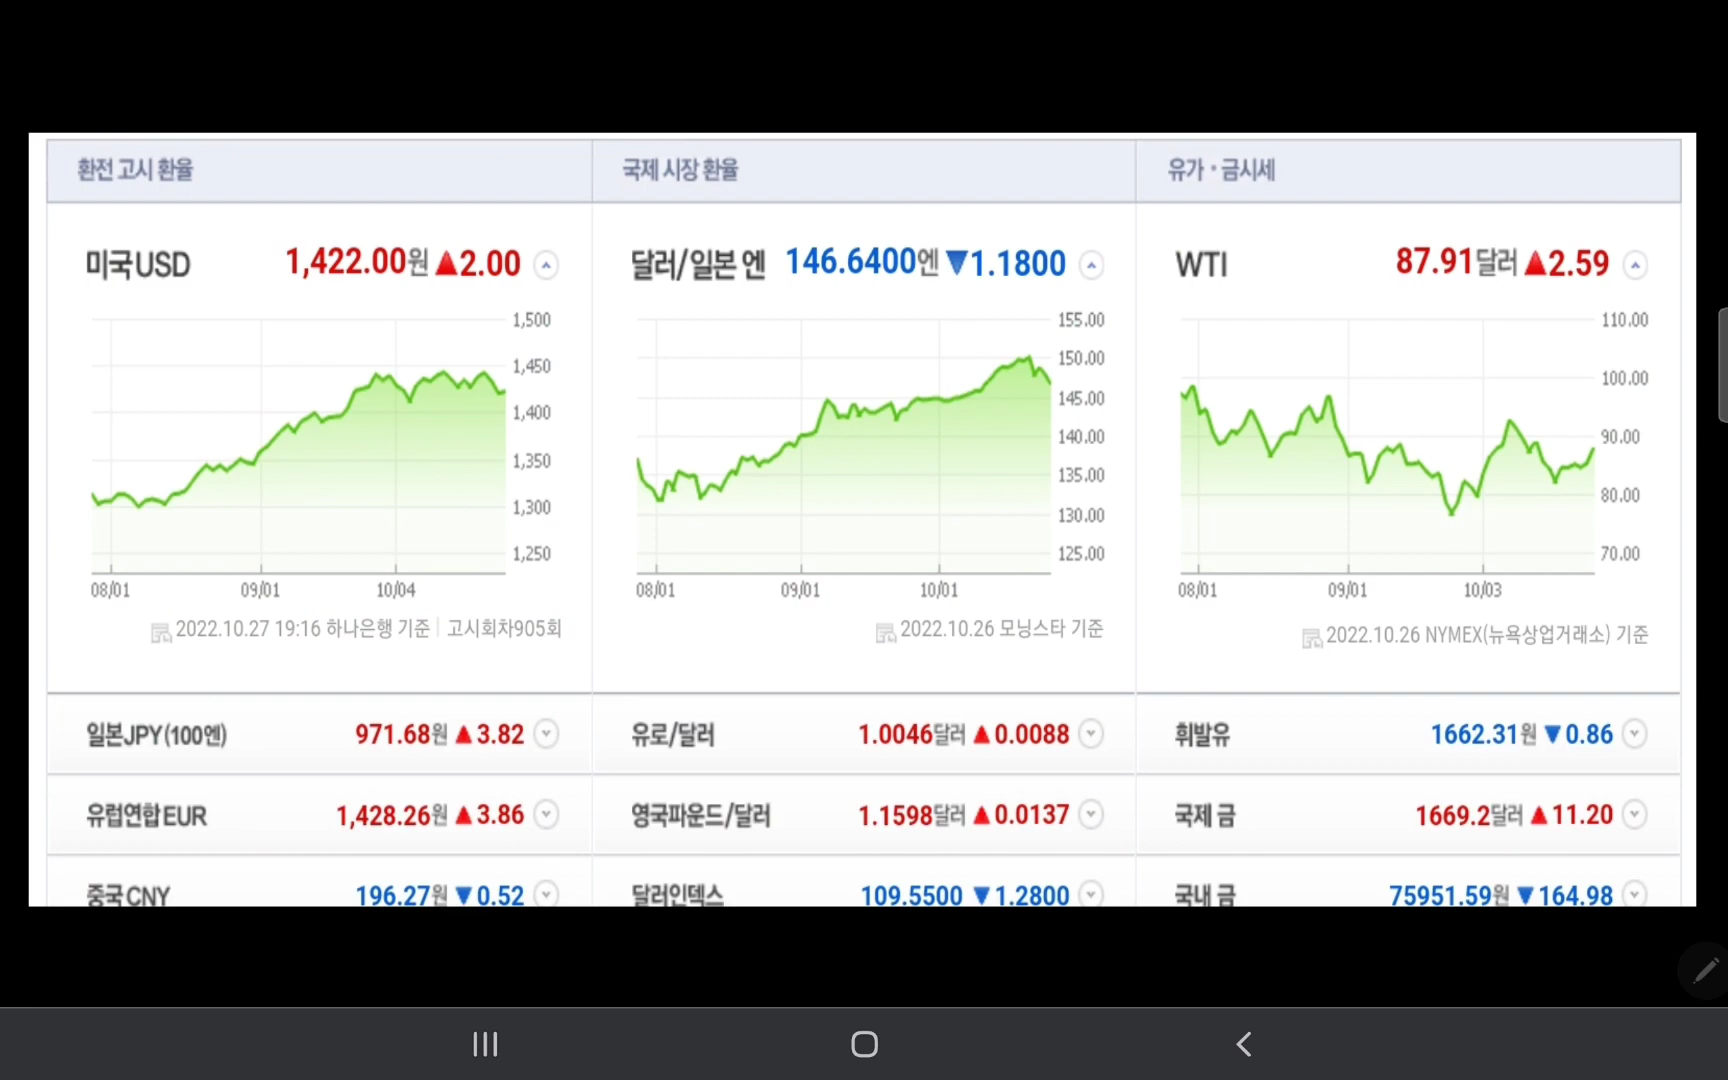 환전 고시 환율
미국 USD 1,422.00원 ▲2.00
1,500
1,450
1,400
1,350
1,300
1,250
08/01 09/01 10/04
2022.10.27 19:16 하나은행 기준 고시회차905회
일본 JPY(100엔) 971.68원 ▲3.82
유럽연합 EUR 1,428.26원 ▲3.86
중국 CNY 196.27원 ▼0.52
국제 시장 환율
달러/일본 엔 146.6400엔 ▼1.1800
155.00
150.00
145.00
140.00
135.00
130.00
125.00
08/01 09/01 10/01
2022.10.26 모닝스타 기준
유로/달러 1.0046달러 ▲0.0088
영국파운드/달러 1.1598달러 ▲0.0137
달러인덱스 109.5500 ▼1.2800
유가·금시세
WTI 87.91달러 ▲2.59
110.00
100.00
90.00
80.00
70.00
08/01 09/01 10/03
2022.10.26 NYMEX(뉴욕상업거래소) 기준
휘발유 1662.31원 ▼0.86
국제 금 1669.2달러 ▲11.20
국내 금 75951.59원 ▼164.98